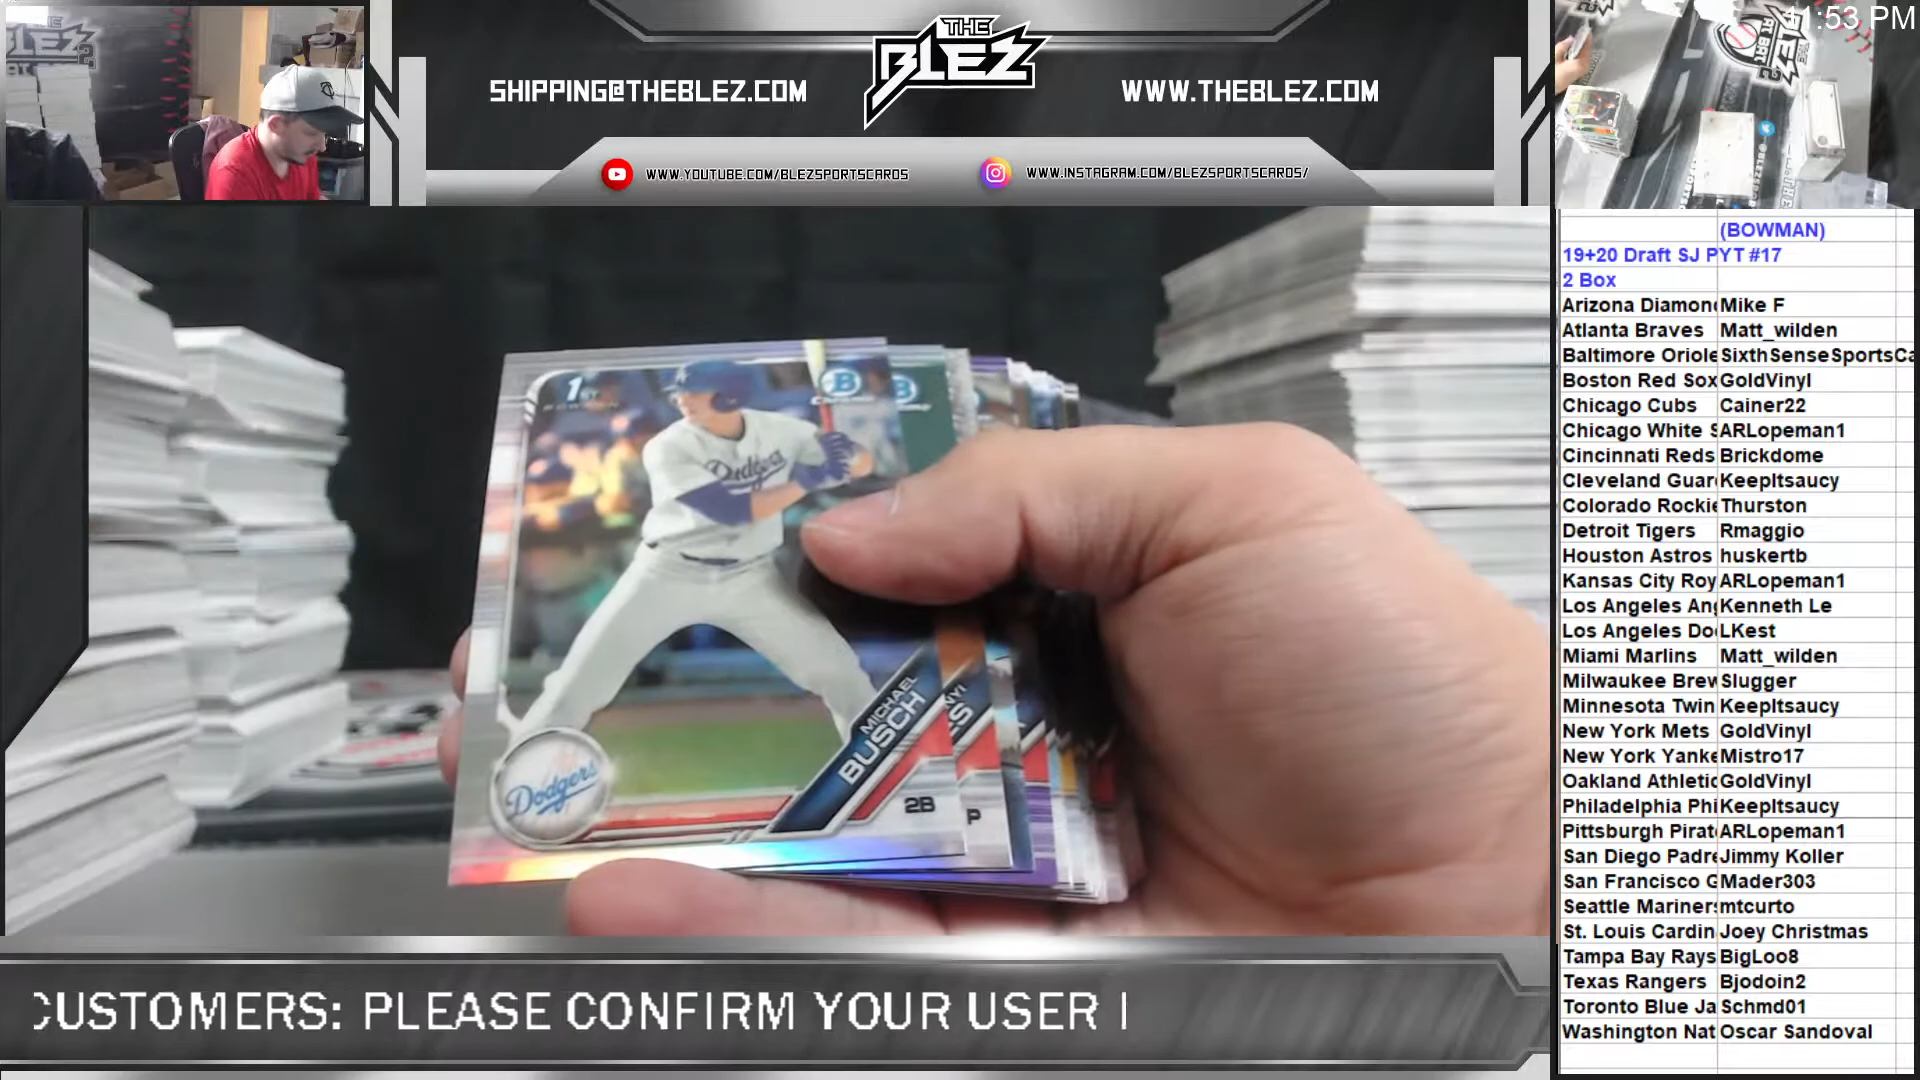 THE
BLEZ
SHIPPING@THEBLEZ.COM
WWW.THEBLEZ.COM
WWW.YOUTUBE.COM/BLEZSPORTSCARDS
WWW.INSTAGRAM.COM/BLEZSPORTSCARDS/
:53 PM
(BOWMAN)
19+20 Draft SJ PYT #17
2 Box
Arizona Diamon Mike F
Atlanta Braves Matt_wilden
Baltimore Oriole SixthSenseSportsCa
Boston Red Sox GoldVinyl
Chicago Cubs Cainer22
Chicago White S ARLopeman1
Cincinnati Reds Brickdome
Cleveland Guar KeepItsaucy
Colorado Rockie Thurston
Detroit Tigers Rmaggio
Houston Astros huskertb
Kansas City Roy ARLopeman1
Los Angeles Ang Kenneth Le
Los Angeles Do LKest
Miami Marlins Matt_wilden
Milwaukee Brew Slugger
Minnesota Twin KeepItsaucy
New York Mets GoldVinyl
New York Yanke Mistro17
Oakland Athletic GoldVinyl
Philadelphia Phi KeepItsaucy
Pittsburgh Pirate ARLopeman1
San Diego Padre Jimmy Koller
San Francisco G Mader303
Seattle Mariners mtcurto
St. Louis Cardin Joey Christmas
Tampa Bay Rays BigLoo8
Texas Rangers Bjodoin2
Toronto Blue Ja Schmd01
Washington Nat Oscar Sandoval
1ST
B
Dodgers
MICHAEL
BUSCH
Dodgers
2B
P
CUSTOMERS: PLEASE CONFIRM YOUR USER I